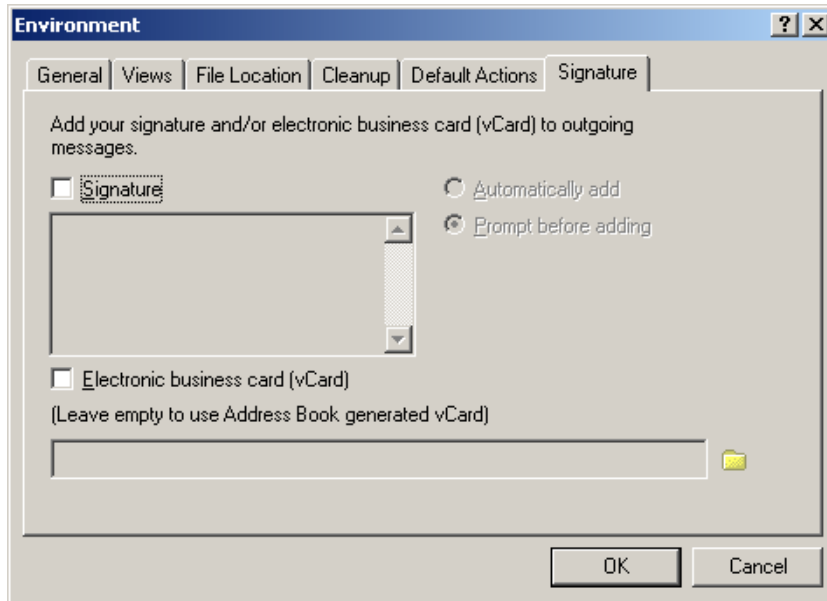 Environment
General Views File Location Cleanup Default Actions Signature
Add your signature and/or electronic business card (vCard) to outgoing
messages.
Signature
Automatically add
Prompt before adding
Electronic business card (vCard)
(Leave empty to use Address Book generated vCard)
OK Cancel